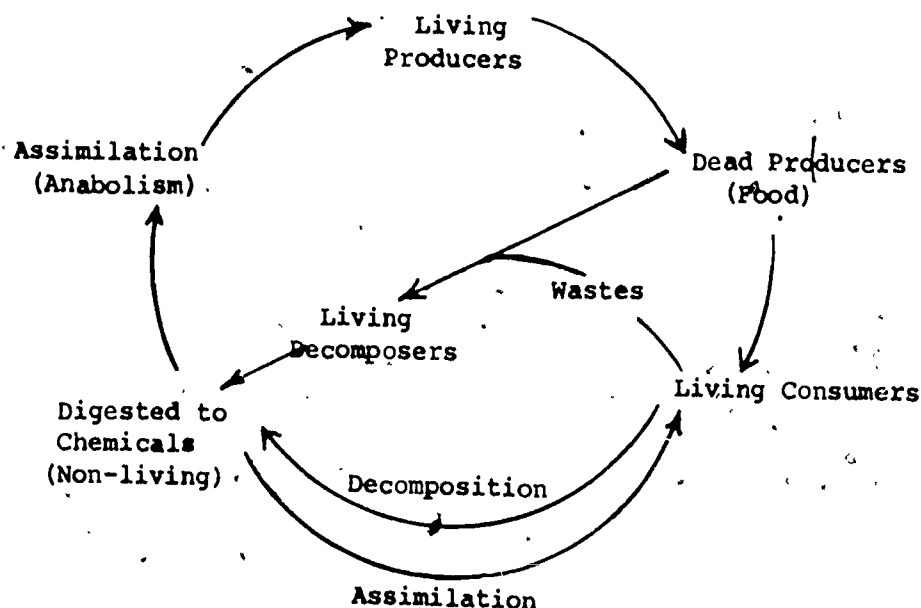 Living
Producers
Assimilation
(Anabolism)
Dead Producers
(Food)
Wastes
Living
Decomposers
Living Consumers
Digested to
Chemicals
(Non-living)
Decomposition
Assimilation